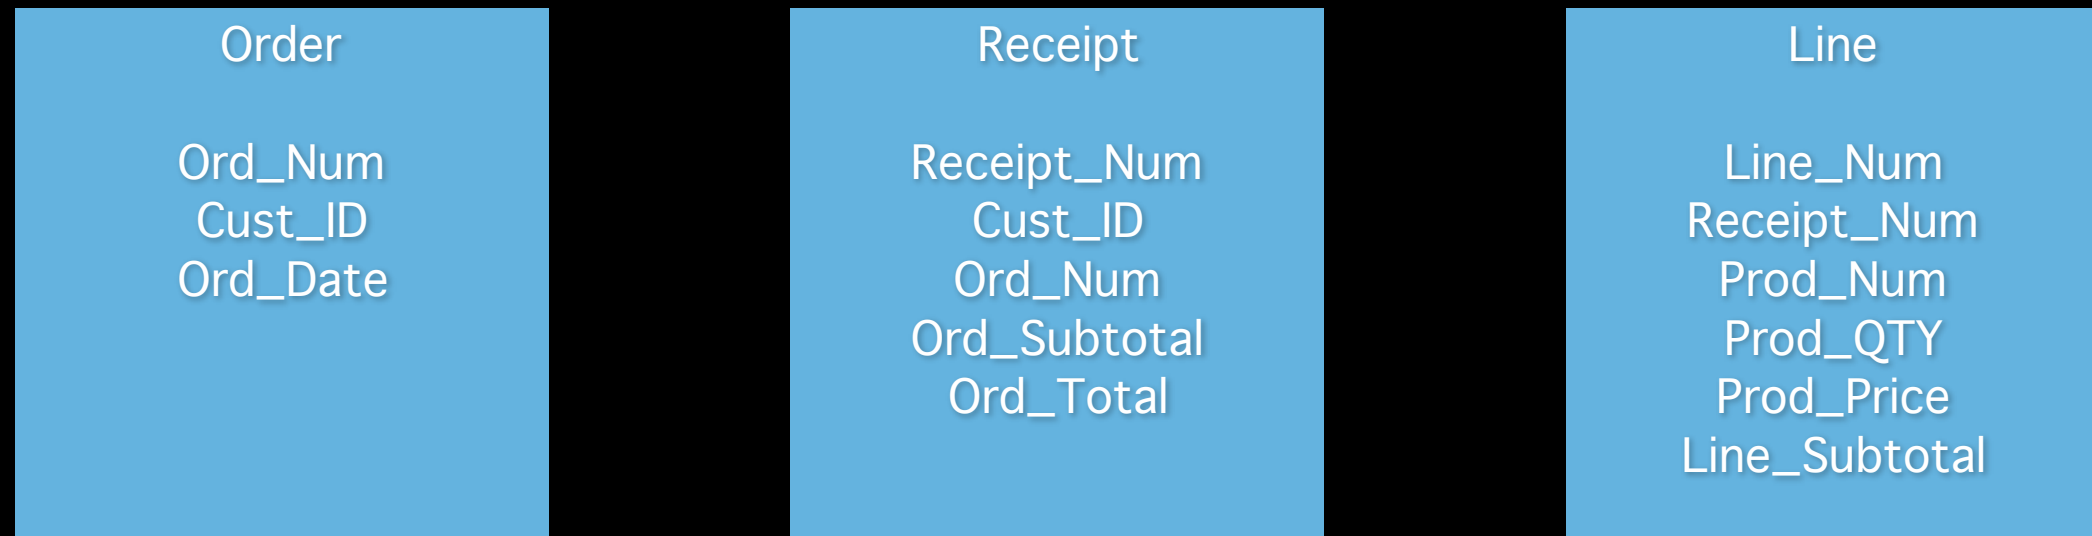 Order
Ord_Num
Cust_ID
Ord_Date
Receipt
Receipt_Num
Cust_ID
Ord_Num
Ord_Subtotal
Ord_Total
Line
Line_Num
Receipt_Num
Prod_Num
Prod_QTY
Prod_Price
Line_Subtotal